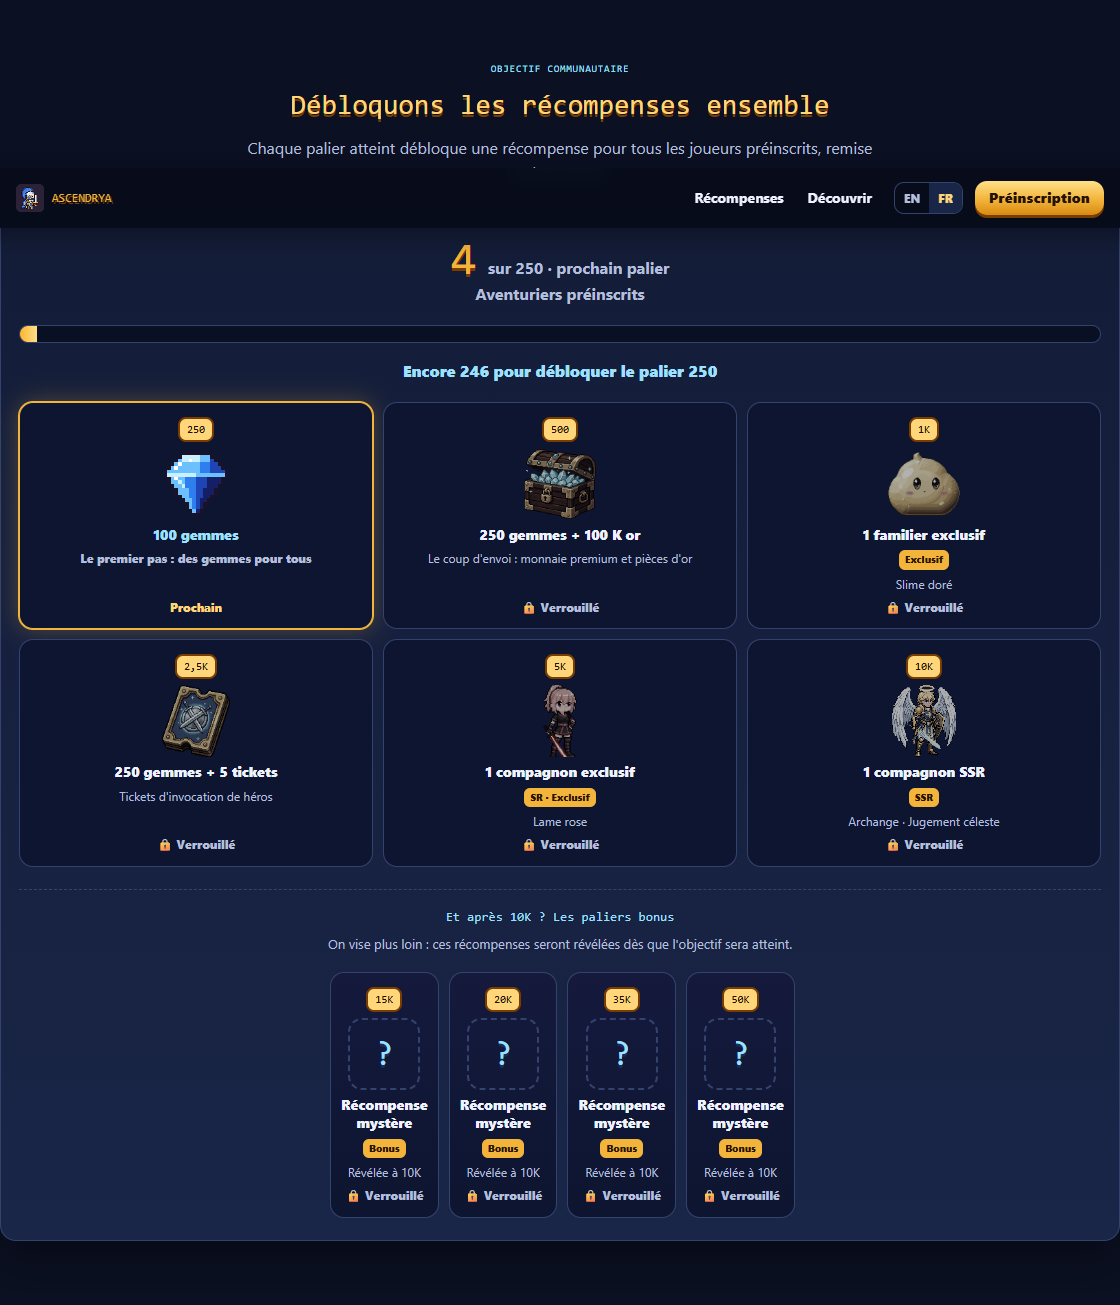 OBJECTIF COMMUNAUTAIRE
Débloquons les récompenses ensemble
Chaque palier atteint débloque une récompense pour tous les joueurs préinscrits, remise
ASCENDRYA
Récompenses
Découvrir
EN
FR
Préinscription
4 sur 250 · prochain palier
Aventuriers préinscrits
Encore 246 pour débloquer le palier 250
250
100 gemmes
Le premier pas : des gemmes pour tous
Prochain
500
250 gemmes + 100 K or
Le coup d'envoi : monnaie premium et pièces d'or
Verrouillé
1K
1 familier exclusif
Exclusif
Slime doré
Verrouillé
2,5K
250 gemmes + 5 tickets
Tickets d'invocation de héros
Verrouillé
5K
1 compagnon exclusif
SR · Exclusif
Lame rose
Verrouillé
10K
1 compagnon SSR
SSR
Archange · Jugement céleste
Verrouillé
Et après 10K ? Les paliers bonus
On vise plus loin : ces récompenses seront révélées dès que l'objectif sera atteint.
15K
?
Récompense
mystère
Bonus
Révélée à 10K
Verrouillé
20K
?
Récompense
mystère
Bonus
Révélée à 10K
Verrouillé
35K
?
Récompense
mystère
Bonus
Révélée à 10K
Verrouillé
50K
?
Récompense
mystère
Bonus
Révélée à 10K
Verrouillé